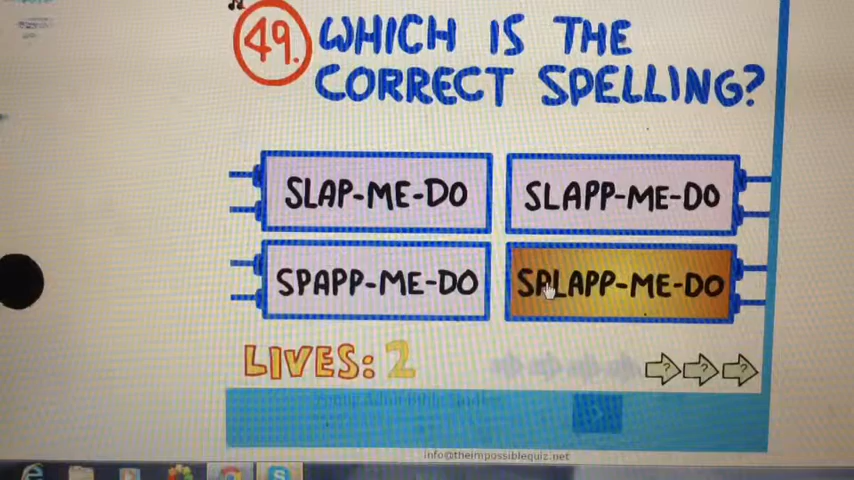 49. WHICH IS THE
CORRECT SPELLING?
SLAP-ME-DO
SLAPP-ME-DO
SPAPP-ME-DO
SPLAPP-ME-DO
LIVES: 2
? ? ?
info@theimpossiblequiz.net